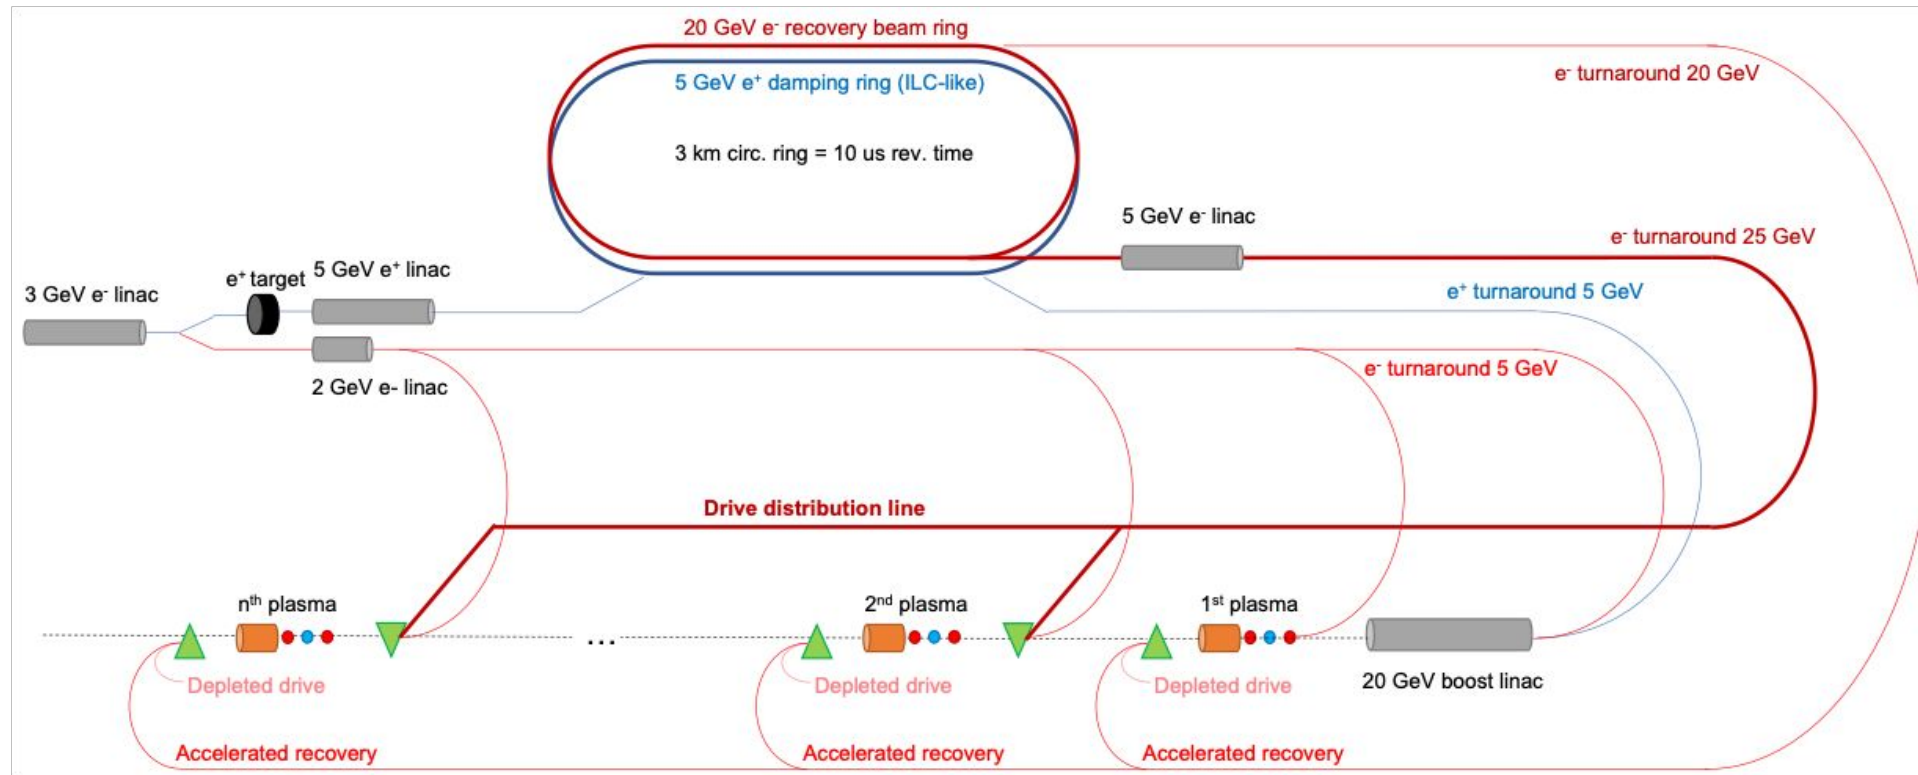 20 GeV e⁻ recovery beam ring
5 GeV e⁺ damping ring (ILC-like)
e⁻ turnaround 20 GeV
3 km circ. ring = 10 us rev. time
5 GeV e⁻ linac
e⁻ turnaround 25 GeV
e⁺ target
5 GeV e⁺ linac
3 GeV e⁻ linac
e⁺ turnaround 5 GeV
2 GeV e- linac
e⁻ turnaround 5 GeV
Drive distribution line
nᵗʰ plasma
2ⁿᵈ plasma
1ˢᵗ plasma
...
Depleted drive
Depleted drive
Depleted drive
20 GeV boost linac
Accelerated recovery
Accelerated recovery
Accelerated recovery